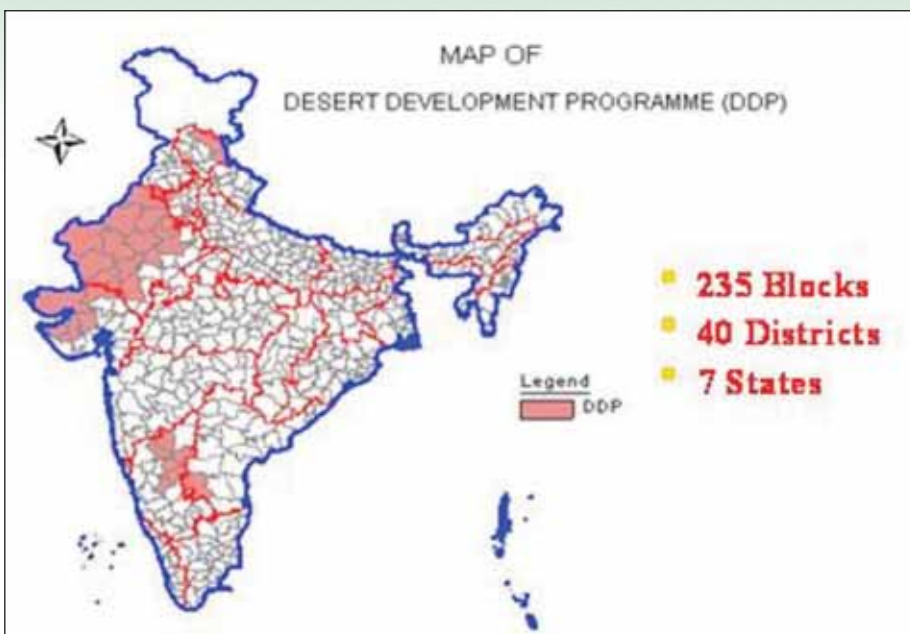 MAP OF
DESERT DEVELOPMENT PROGRAMME (DDP)
235 Blocks
40 Districts
7 States
Legend
DDP